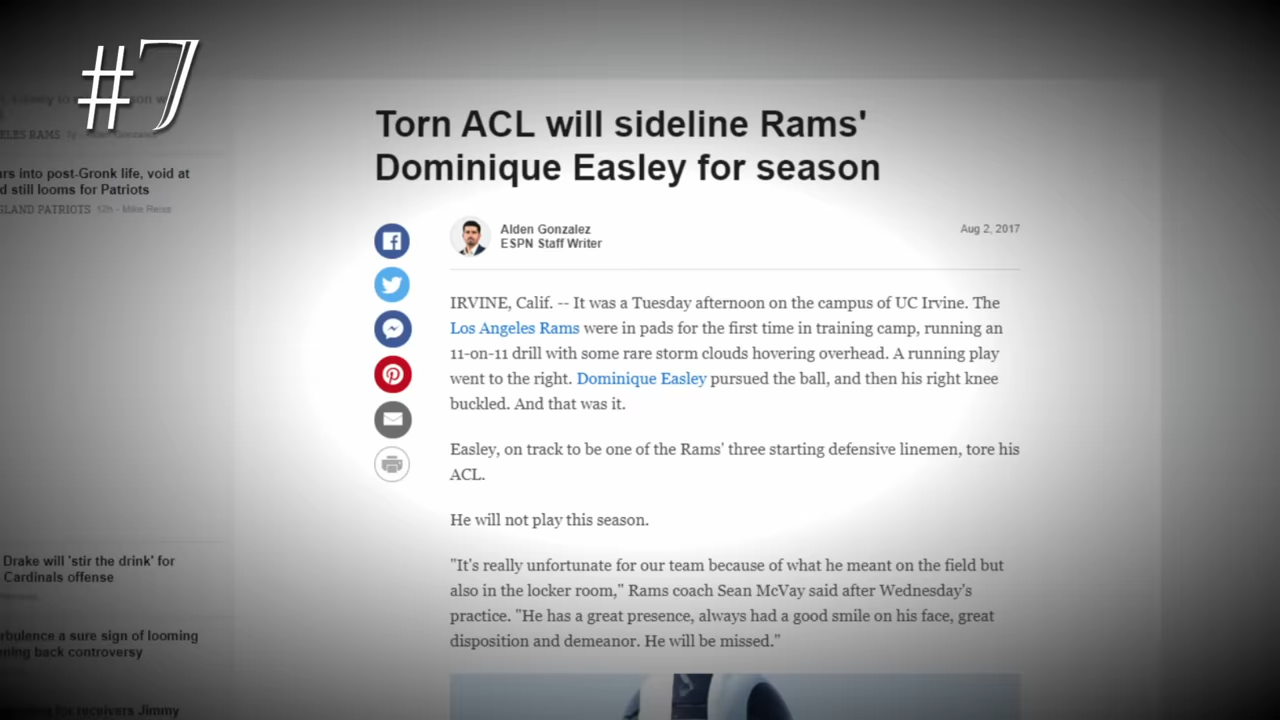 #7
ELES RAMS
rs into post-Gronk life, void at
d still looms for Patriots
GLAND PATRIOTS 12h - Mike Reiss
Drake will 'stir the drink' for
Cardinals offense
rbulence a sure sign of looming
ning back controversy
for receivers Jimmy
Torn ACL will sideline Rams'
Dominique Easley for season
Alden Gonzalez
ESPN Staff Writer
Aug 2, 2017
IRVINE, Calif. -- It was a Tuesday afternoon on the campus of UC Irvine. The
Los Angeles Rams were in pads for the first time in training camp, running an
11-on-11 drill with some rare storm clouds hovering overhead. A running play
went to the right. Dominique Easley pursued the ball, and then his right knee
buckled. And that was it.
Easley, on track to be one of the Rams' three starting defensive linemen, tore his
ACL.
He will not play this season.
"It's really unfortunate for our team because of what he meant on the field but
also in the locker room," Rams coach Sean McVay said after Wednesday's
practice. "He has a great presence, always had a good smile on his face, great
disposition and demeanor. He will be missed."